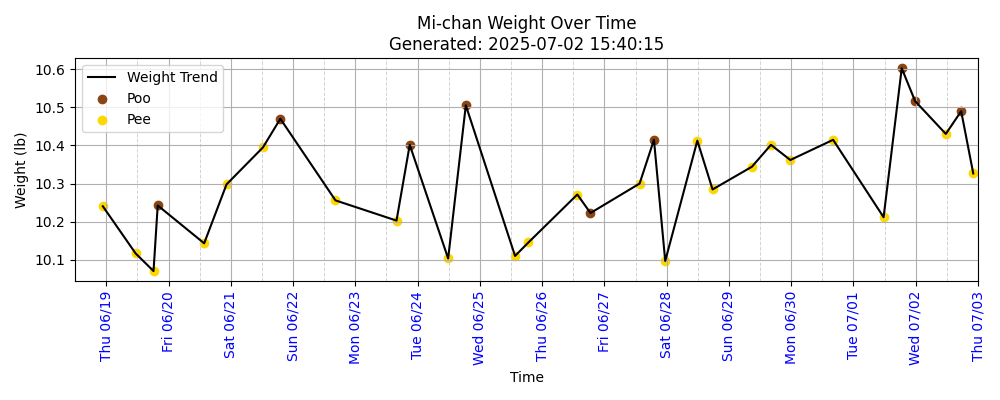 Mi-chan Weight Over Time
Generated: 2025-07-02 15:40:15
Weight Trend
Poo
Pee
Weight (lb)
10.6
10.5
10.4
10.3
10.2
10.1
Thu 06/19
Fri 06/20
Sat 06/21
Sun 06/22
Mon 06/23
Tue 06/24
Wed 06/25
Thu 06/26
Fri 06/27
Sat 06/28
Sun 06/29
Mon 06/30
Tue 07/01
Wed 07/02
Thu 07/03
Time